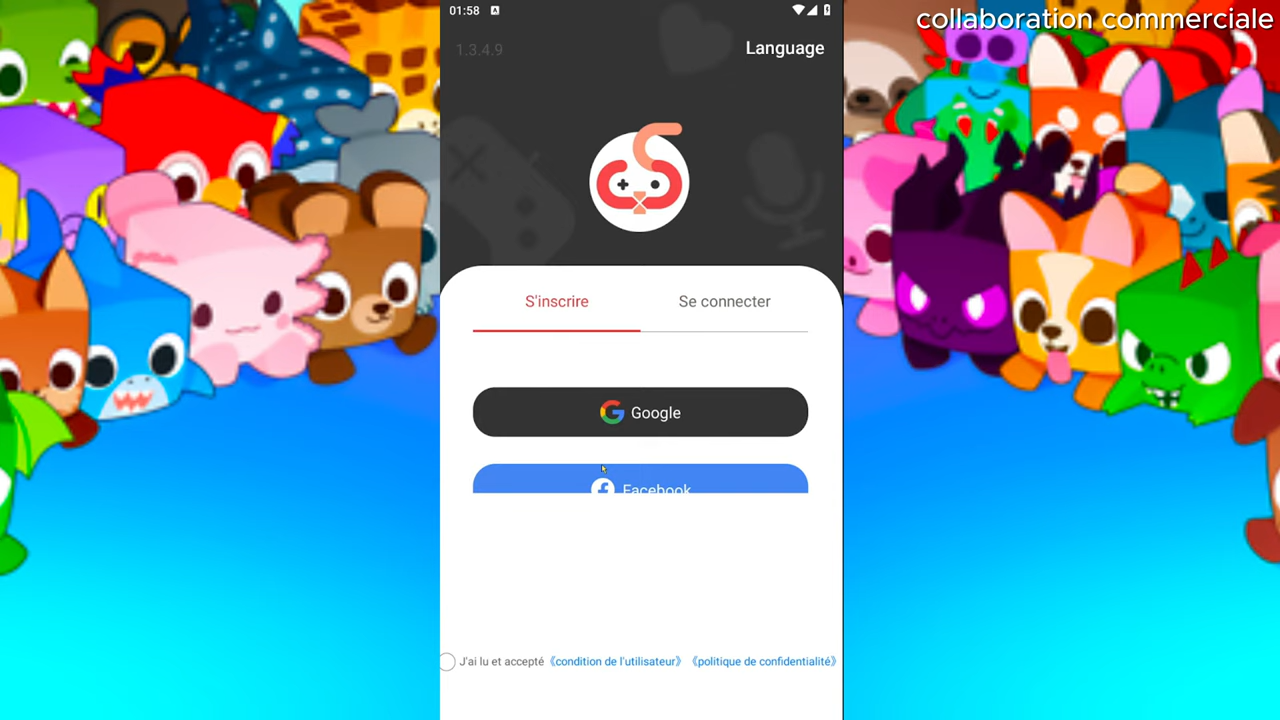 collaboration commerciale
01:58
1.3.4.9
Language
S'inscrire
Se connecter
Google
Facebook
J'ai lu et accepté 《condition de l'utilisateur》 《politique de confidentialité》